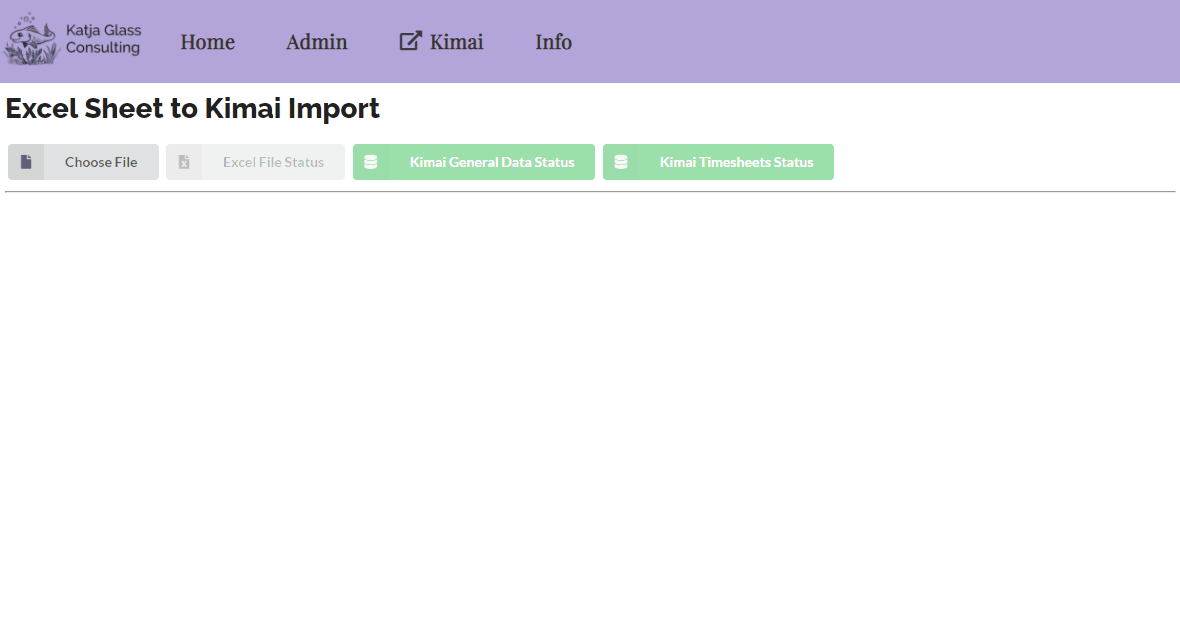 Katja Glass
Consulting
Home Admin Kimai Info
Excel Sheet to Kimai Import
Choose File Excel File Status Kimai General Data Status Kimai Timesheets Status